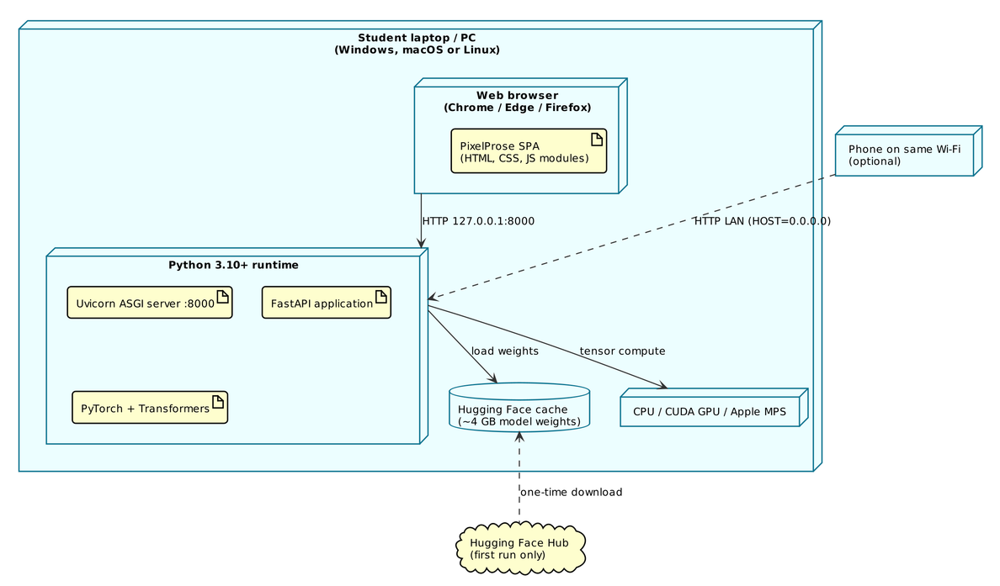 Student laptop / PC
(Windows, macOS or Linux)
Web browser
(Chrome / Edge / Firefox)
PixelProse SPA
(HTML, CSS, JS modules)
Phone on same Wi-Fi
(optional)
HTTP 127.0.0.1:8000
HTTP LAN (HOST=0.0.0.0)
Python 3.10+ runtime
Uvicorn ASGI server :8000
FastAPI application
PyTorch + Transformers
load weights
tensor compute
Hugging Face cache
(~4 GB model weights)
CPU / CUDA GPU / Apple MPS
one-time download
Hugging Face Hub
(first run only)